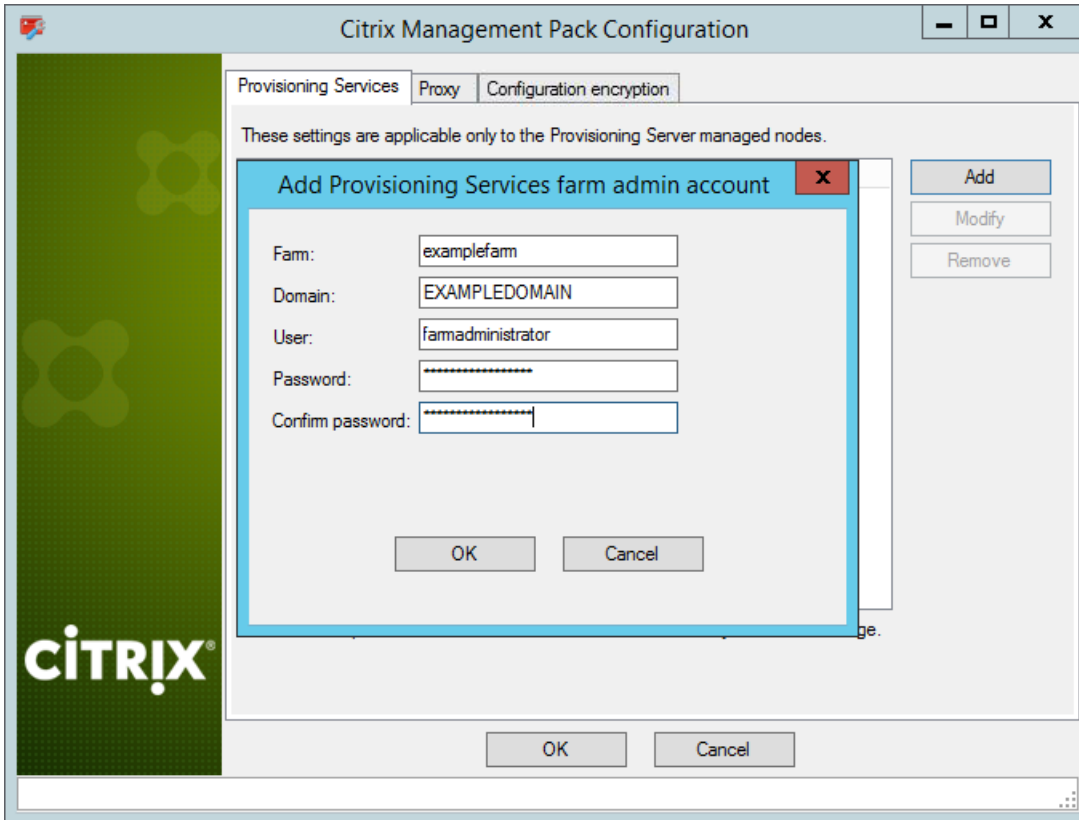 Citrix Management Pack Configuration
Provisioning Services Proxy Configuration encryption
These settings are applicable only to the Provisioning Server managed nodes.
Add Provisioning Services farm admin account
Add
Modify
Remove
Farm: examplefarm
Domain: EXAMPLEDOMAIN
User: farmadministrator
Password: *****************
Confirm password: *****************
OK Cancel
CİTRIX®
OK Cancel